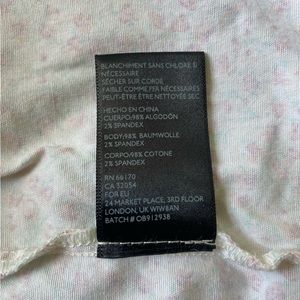 BLANCHIMENT SANS CHLORE SI
NÉCESSAIRE
SÉCHER SUR CORDE
FAIBLE COMME FER NÉCESSAIRES
PEUT-ÊTRE ÊTRE NETTOYÉE SEC
HECHO EN CHINA
CUERPO:98% ALGODÓN
2% SPANDEX
BODY:98% BAUMWOLLE
2% SPANDEX
CORPO:98% COTONE
2% SPANDEX
RN 66170
CA 32054
FOR EU
24 MARKET PLACE, 3RD FLOOR
LONDON, UK W1W8AN
BATCH # OB912938